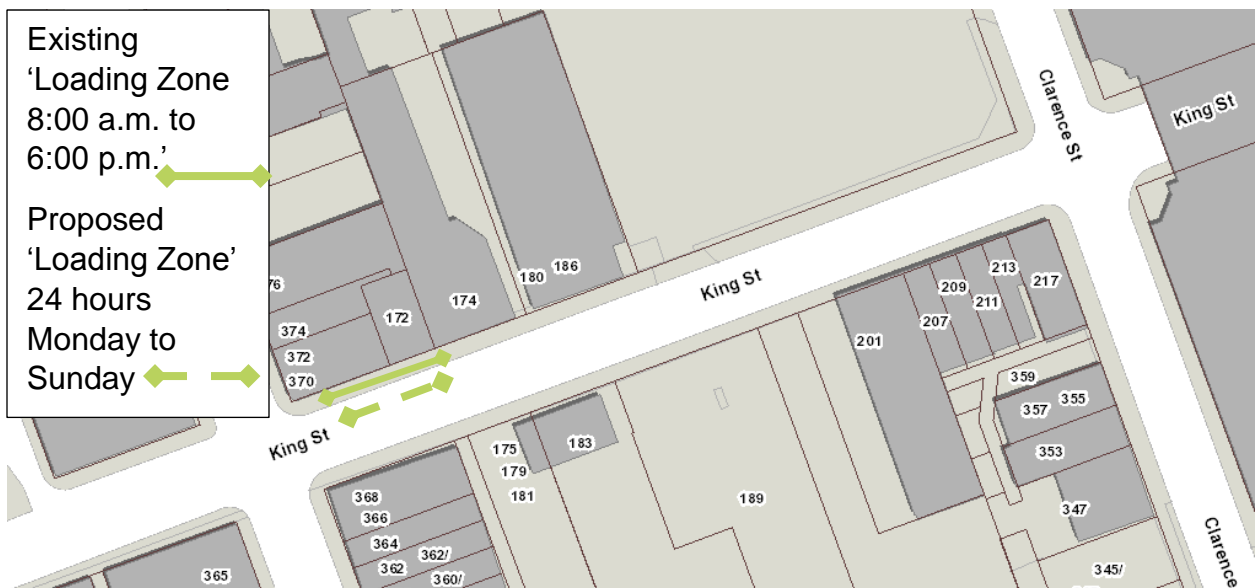 Existing
‘Loading Zone
8:00 a.m. to
6:00 p.m.’
Proposed
‘Loading Zone’
24 hours
Monday to
Sunday
Clarence St
King St
King St
King St
Clarence
76
374
372
370
172
174
180
186
201
207
209
211
213
217
359
357
355
353
347
345/
175
179
181
183
189
368
366
364
362
362/
360/
365